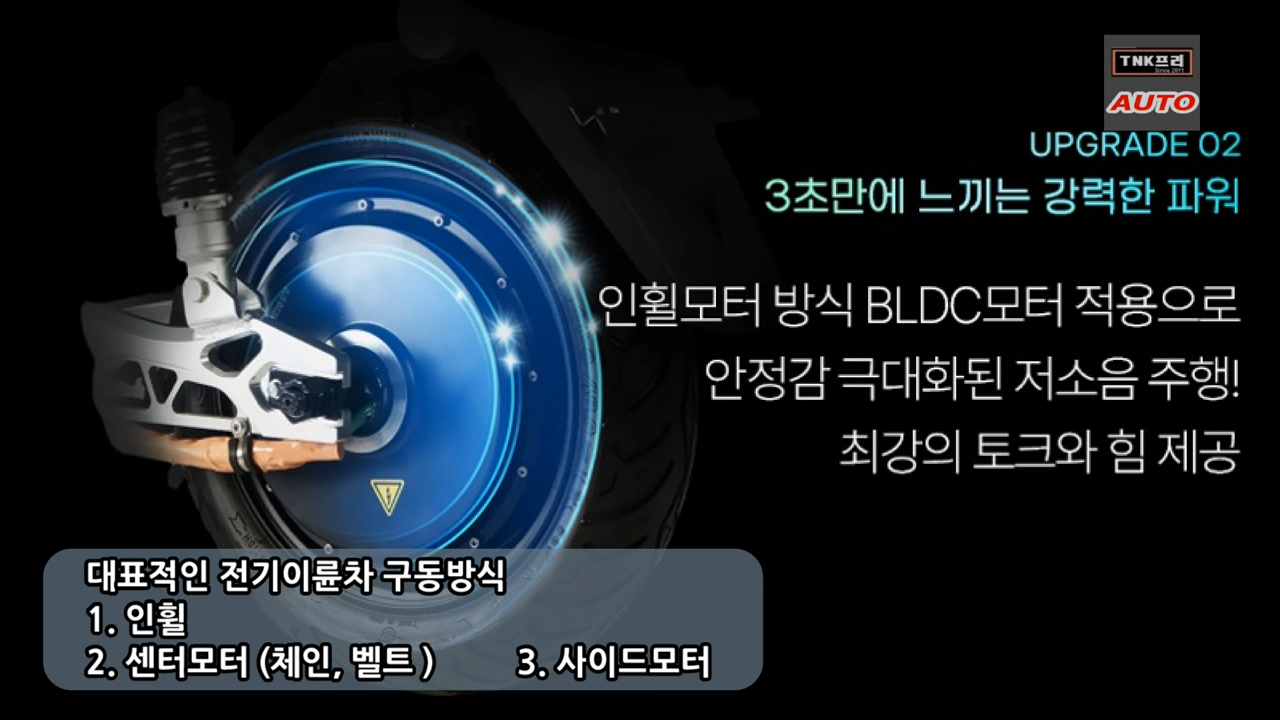 TNK프리
Since 2011
AUTO
UPGRADE 02
3초만에 느끼는 강력한 파워
인휠모터 방식 BLDC모터 적용으로
안정감 극대화된 저소음 주행!
최강의 토크와 힘 제공
대표적인 전기이륜차 구동방식
1. 인휠
2. 센터모터 (체인, 벨트 ) 3. 사이드모터